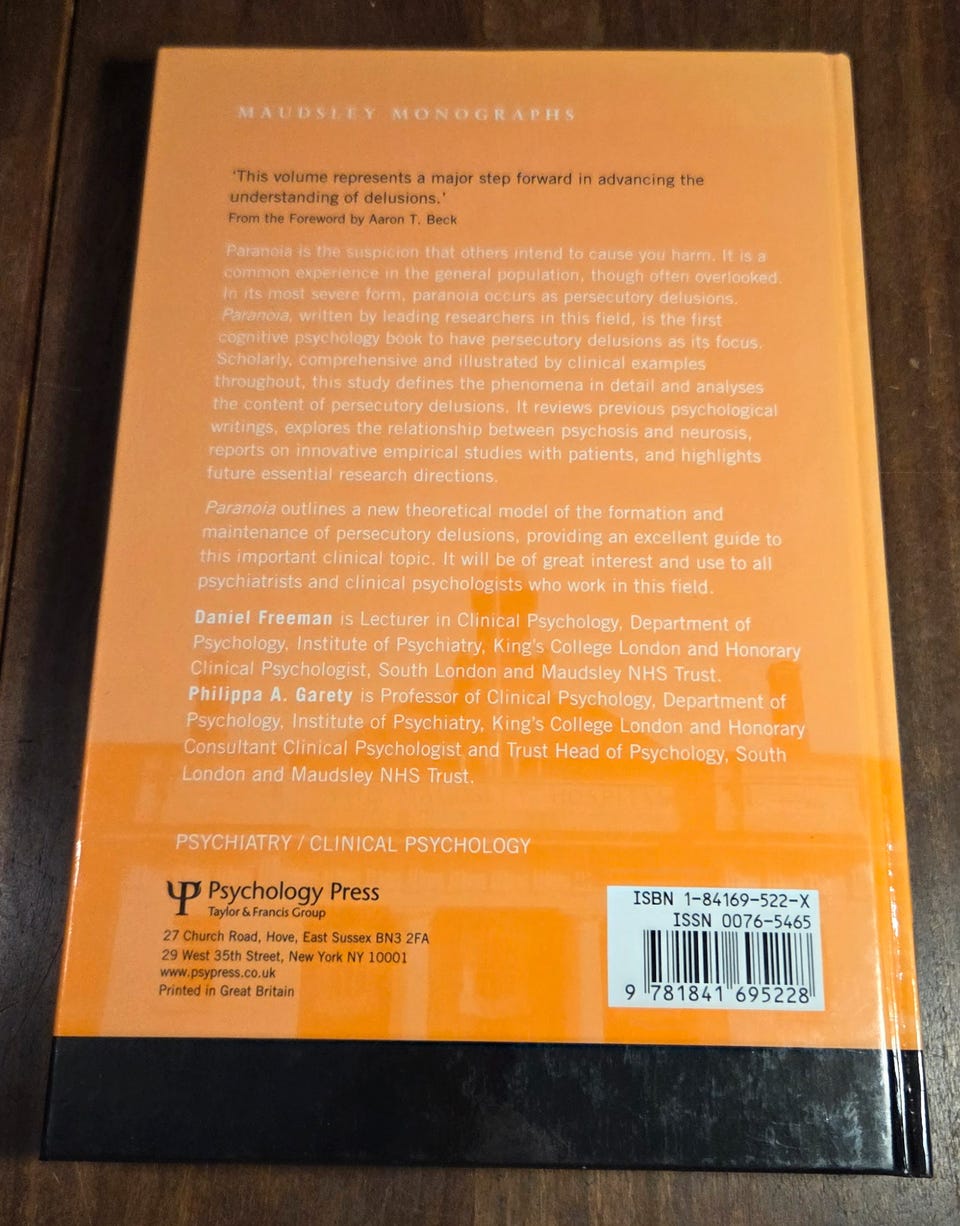 MAUDSLEY MONOGRAPHS
'This volume represents a major step forward in advancing the
understanding of delusions.'
From the Foreword by Aaron T. Beck
Paranoia is the suspicion that others intend to cause you harm. It is a
common experience in the general population, though often overlooked.
In its most severe form, paranoia occurs as persecutory delusions.
Paranoia, written by leading researchers in this field, is the first
cognitive psychology book to have persecutory delusions as its focus.
Scholarly, comprehensive and illustrated by clinical examples
throughout, this study defines the phenomena in detail and analyses
the content of persecutory delusions. It reviews previous psychological
writings, explores the relationship between psychosis and neurosis,
reports on innovative empirical studies with patients, and highlights
future essential research directions.
Paranoia outlines a new theoretical model of the formation and
maintenance of persecutory delusions, providing an excellent guide to
this important clinical topic. It will be of great interest and use to all
psychiatrists and clinical psychologists who work in this field.
Daniel Freeman is Lecturer in Clinical Psychology, Department of
Psychology, Institute of Psychiatry, King's College London and Honorary
Clinical Psychologist, South London and Maudsley NHS Trust.
Philippa A. Garety is Professor of Clinical Psychology, Department of
Psychology, Institute of Psychiatry, King's College London and Honorary
Consultant Clinical Psychologist and Trust Head of Psychology, South
London and Maudsley NHS Trust.
PSYCHIATRY / CLINICAL PSYCHOLOGY
Psychology Press
Taylor & Francis Group
27 Church Road, Hove, East Sussex BN3 2FA
29 West 35th Street, New York NY 10001
www.psypress.co.uk
Printed in Great Britain
ISBN 1-84169-522-X
ISSN 0076-5465
9 781841 695228